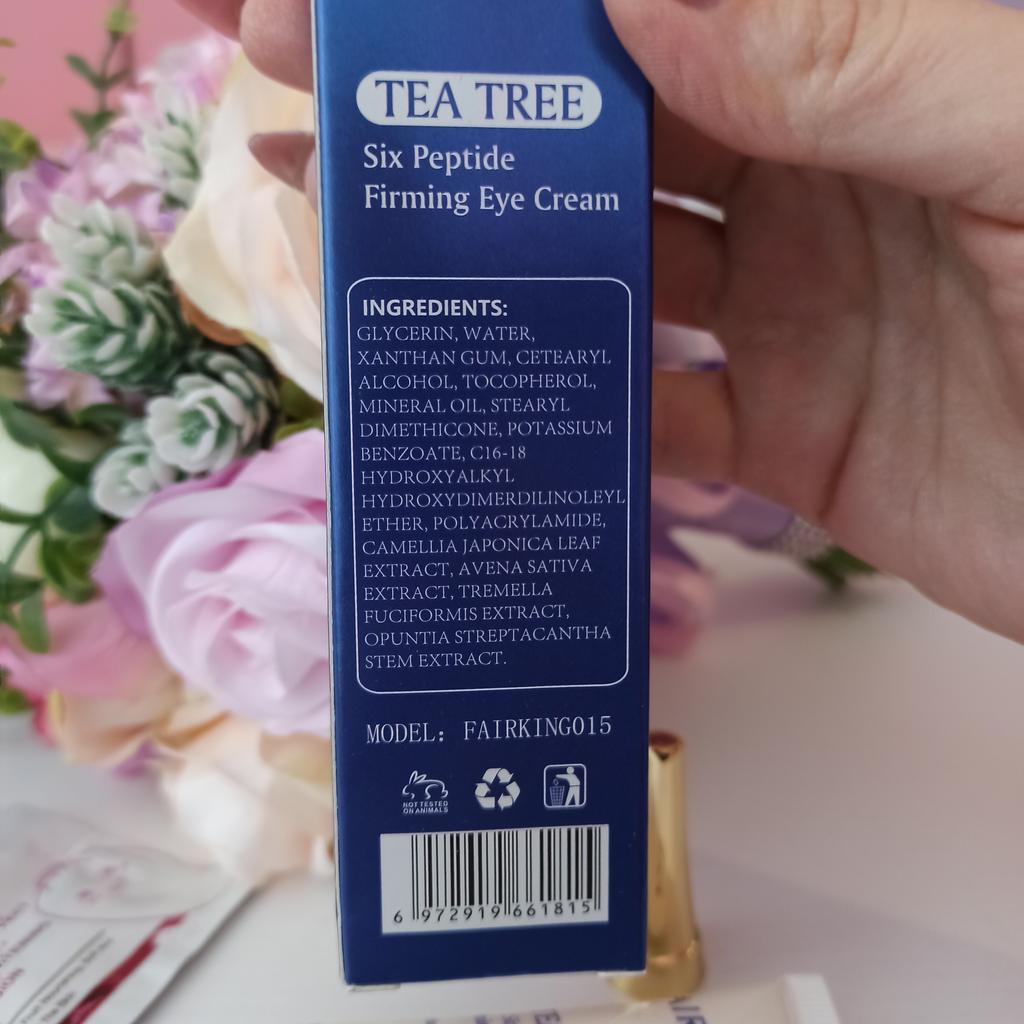 TEA TREE
Six Peptide
Firming Eye Cream
INGREDIENTS:
GLYCERIN, WATER,
XANTHAN GUM, CETEARYL
ALCOHOL, TOCOPHEROL,
MINERAL OIL, STEARYL
DIMETHICONE, POTASSIUM
BENZOATE, C16-18
HYDROXYALKYL
HYDROXYDIMERDILINOLEYL
ETHER, POLYACRYLAMIDE,
CAMELLIA JAPONICA LEAF
EXTRACT, AVENA SATIVA
EXTRACT, TREMELLA
FUCIFORMIS EXTRACT,
OPUNTIA STREPTACANTHA
STEM EXTRACT.
MODEL: FAIRKING015
NOT TESTED
ON ANIMALS
6 972919 661815